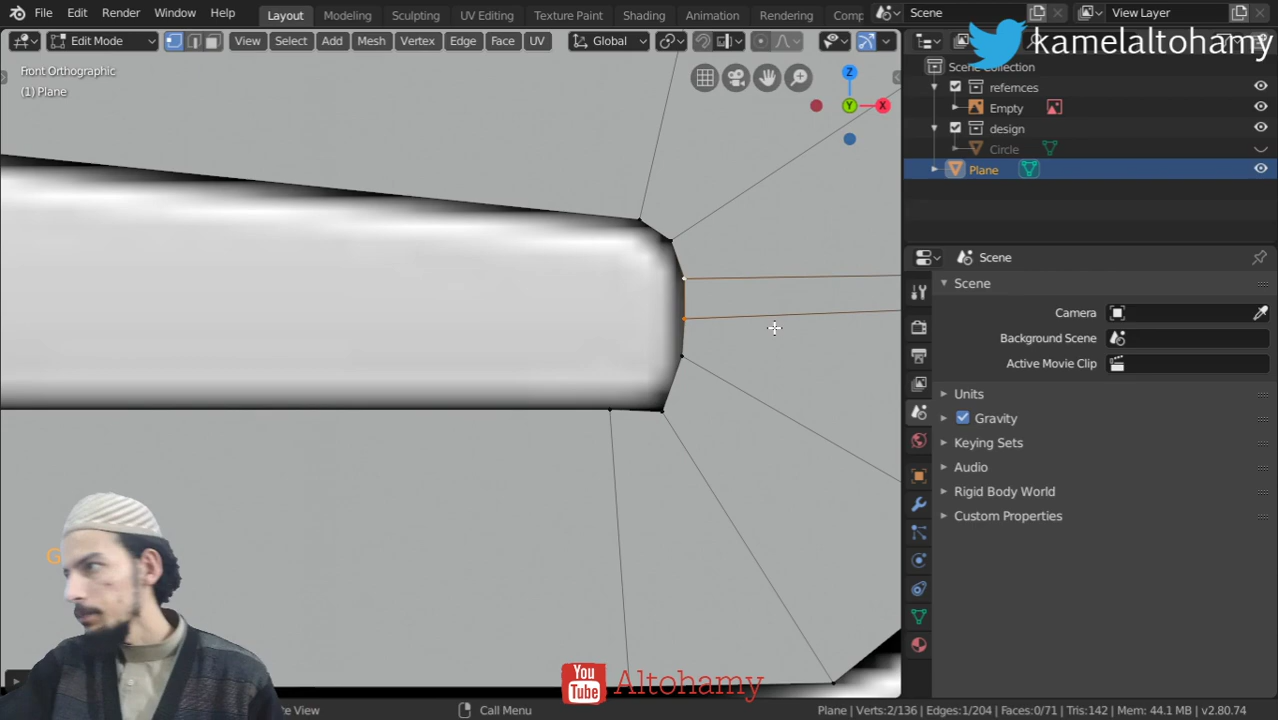 File Edit Render Window Help Layout Modeling Sculpting UV Editing Texture Paint Shading Animation Rendering Comp Scene View Layer
Edit Mode View Select Add Mesh Vertex Edge Face UV Global
kamelaltohamy
Front Orthographic
(1) Plane
Z
Y
X
Scene Collection
refernces
Empty
design
Circle
Plane
Scene
Scene
Camera
Background Scene
Active Movie Clip
Units
Gravity
Keying Sets
Audio
Rigid Body World
Custom Properties
G
You
Tube
Altohamy
te View
Call Menu
Plane | Verts:2/136 | Edges:1/204 | Faces:0/71 | Tris:142 | Mem: 44.1 MB | v2.80.74